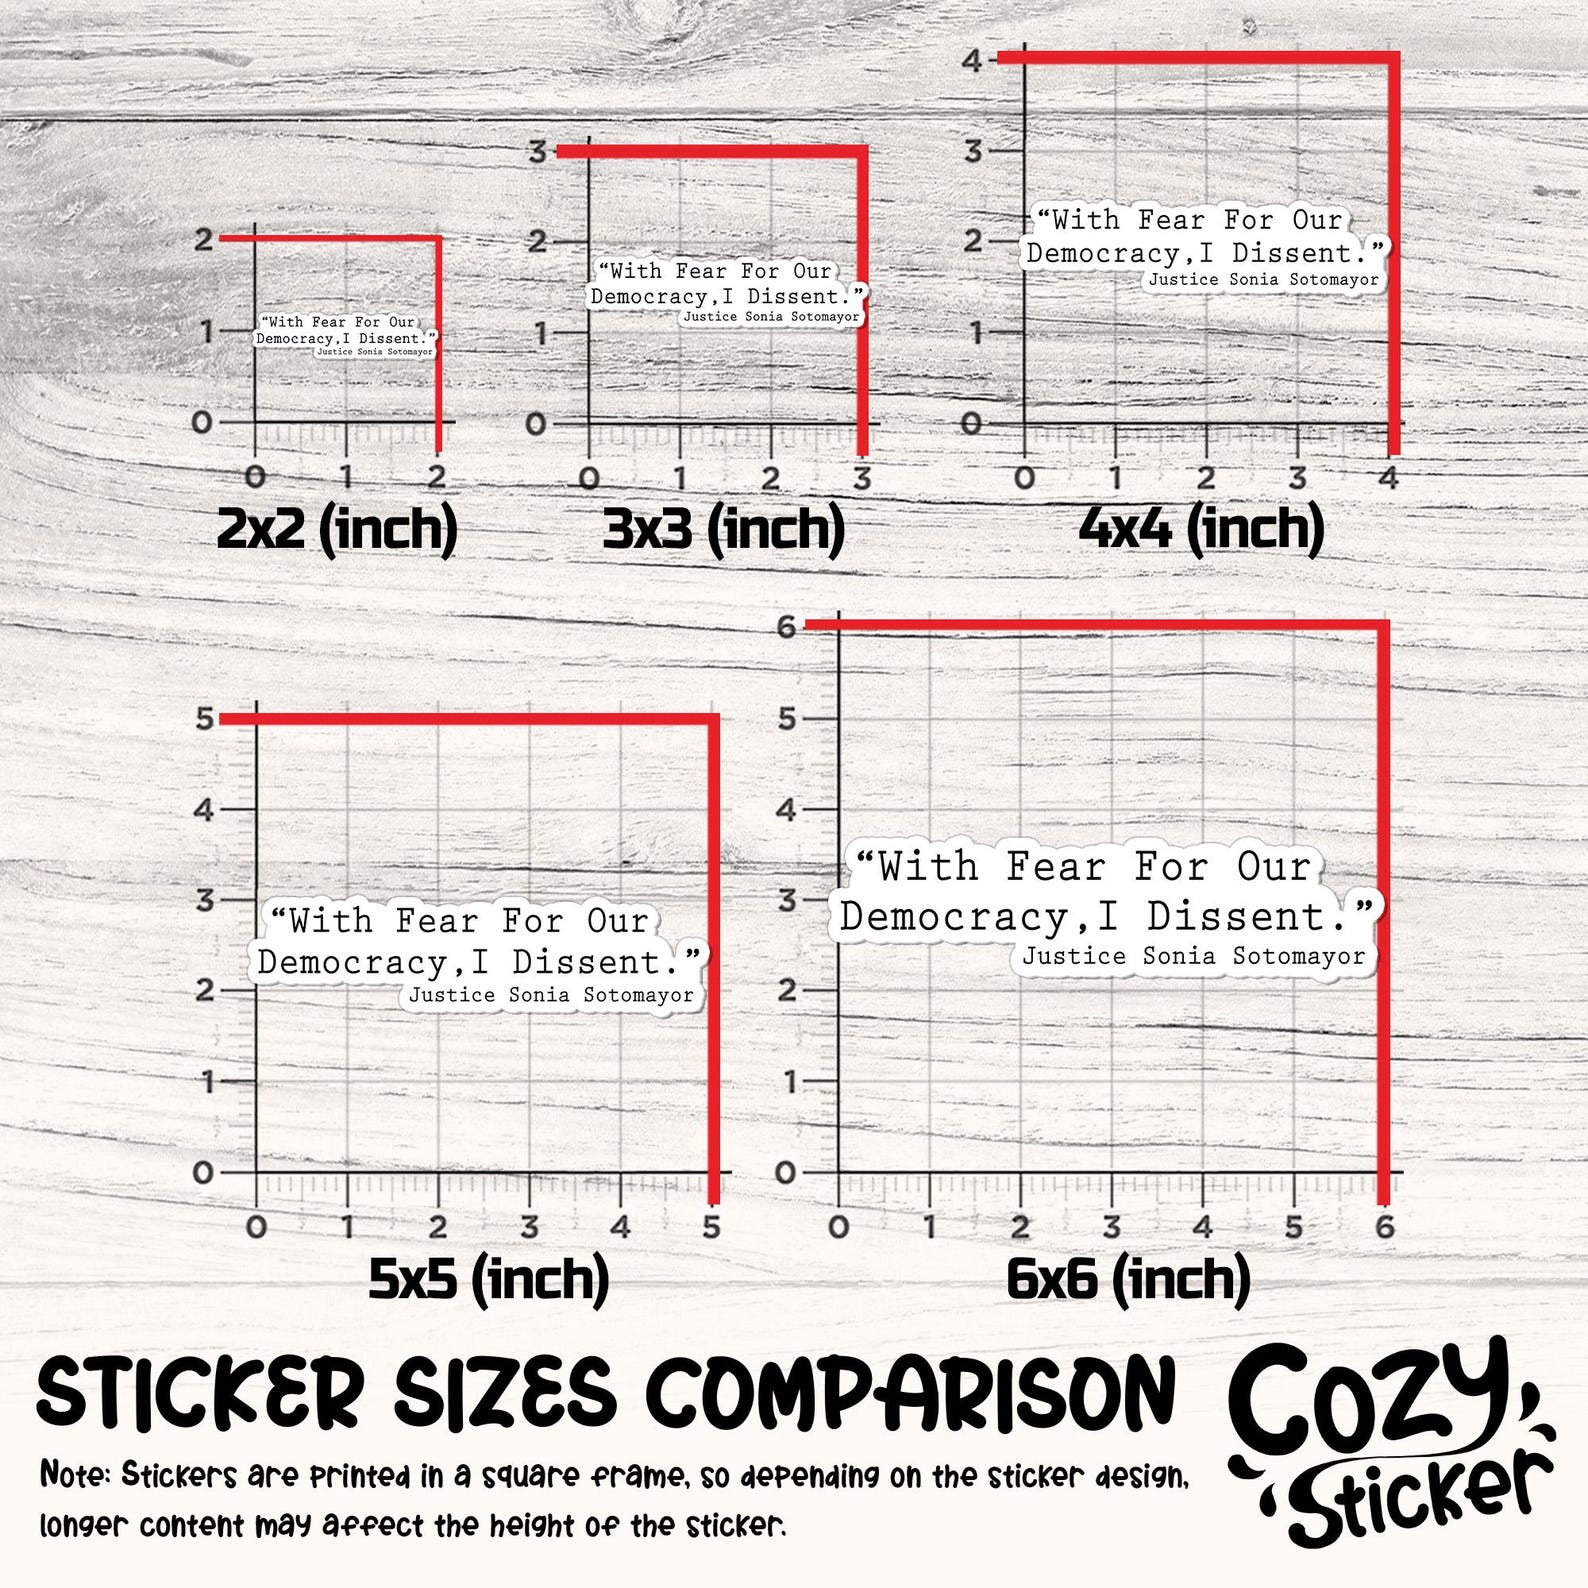 4
3
2
1
0
0 1 2 3 4
“With Fear For Our
Democracy,I Dissent.”
Justice Sonia Sotomayor
4x4 (inch)
3
2
1
0
0 1 2 3
“With Fear For Our
Democracy,I Dissent.”
Justice Sonia Sotomayor
3x3 (inch)
2
1
0
0 1 2
“With Fear For Our
Democracy,I Dissent.”
Justice Sonia Sotomayor
2x2 (inch)
5
4
3
2
1
0
0 1 2 3 4 5
“With Fear For Our
Democracy,I Dissent.”
Justice Sonia Sotomayor
5x5 (inch)
6
5
4
3
2
1
0
0 1 2 3 4 5 6
“With Fear For Our
Democracy,I Dissent.”
Justice Sonia Sotomayor
6x6 (inch)
STICKER SIZES COMPARISON
Note: Stickers are printed in a square frame, so depending on the sticker design,
longer content may affect the height of the sticker.
Cozy
Sticker